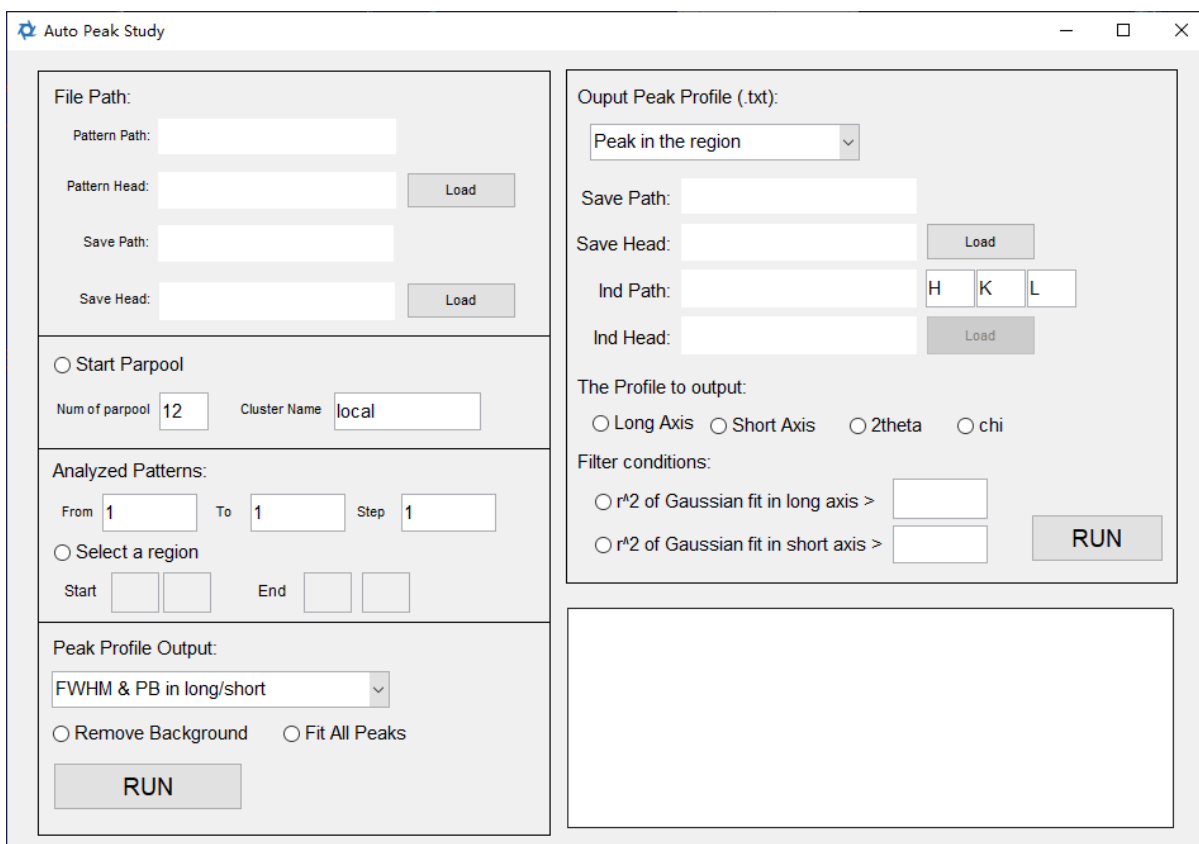 Auto Peak Study
File Path:
Pattern Path:
Pattern Head:
Load
Save Path:
Save Head:
Load
Start Parpool
Num of parpool 12 Cluster Name local
Analyzed Patterns:
From 1 To 1 Step 1
Select a region
Start End
Peak Profile Output:
FWHM & PB in long/short
Remove Background Fit All Peaks
RUN
Ouput Peak Profile (.txt):
Peak in the region
Save Path:
Save Head: Load
Ind Path: H K L
Ind Head: Load
The Profile to output:
Long Axis Short Axis 2theta chi
Filter conditions:
r^2 of Gaussian fit in long axis >
r^2 of Gaussian fit in short axis >
RUN